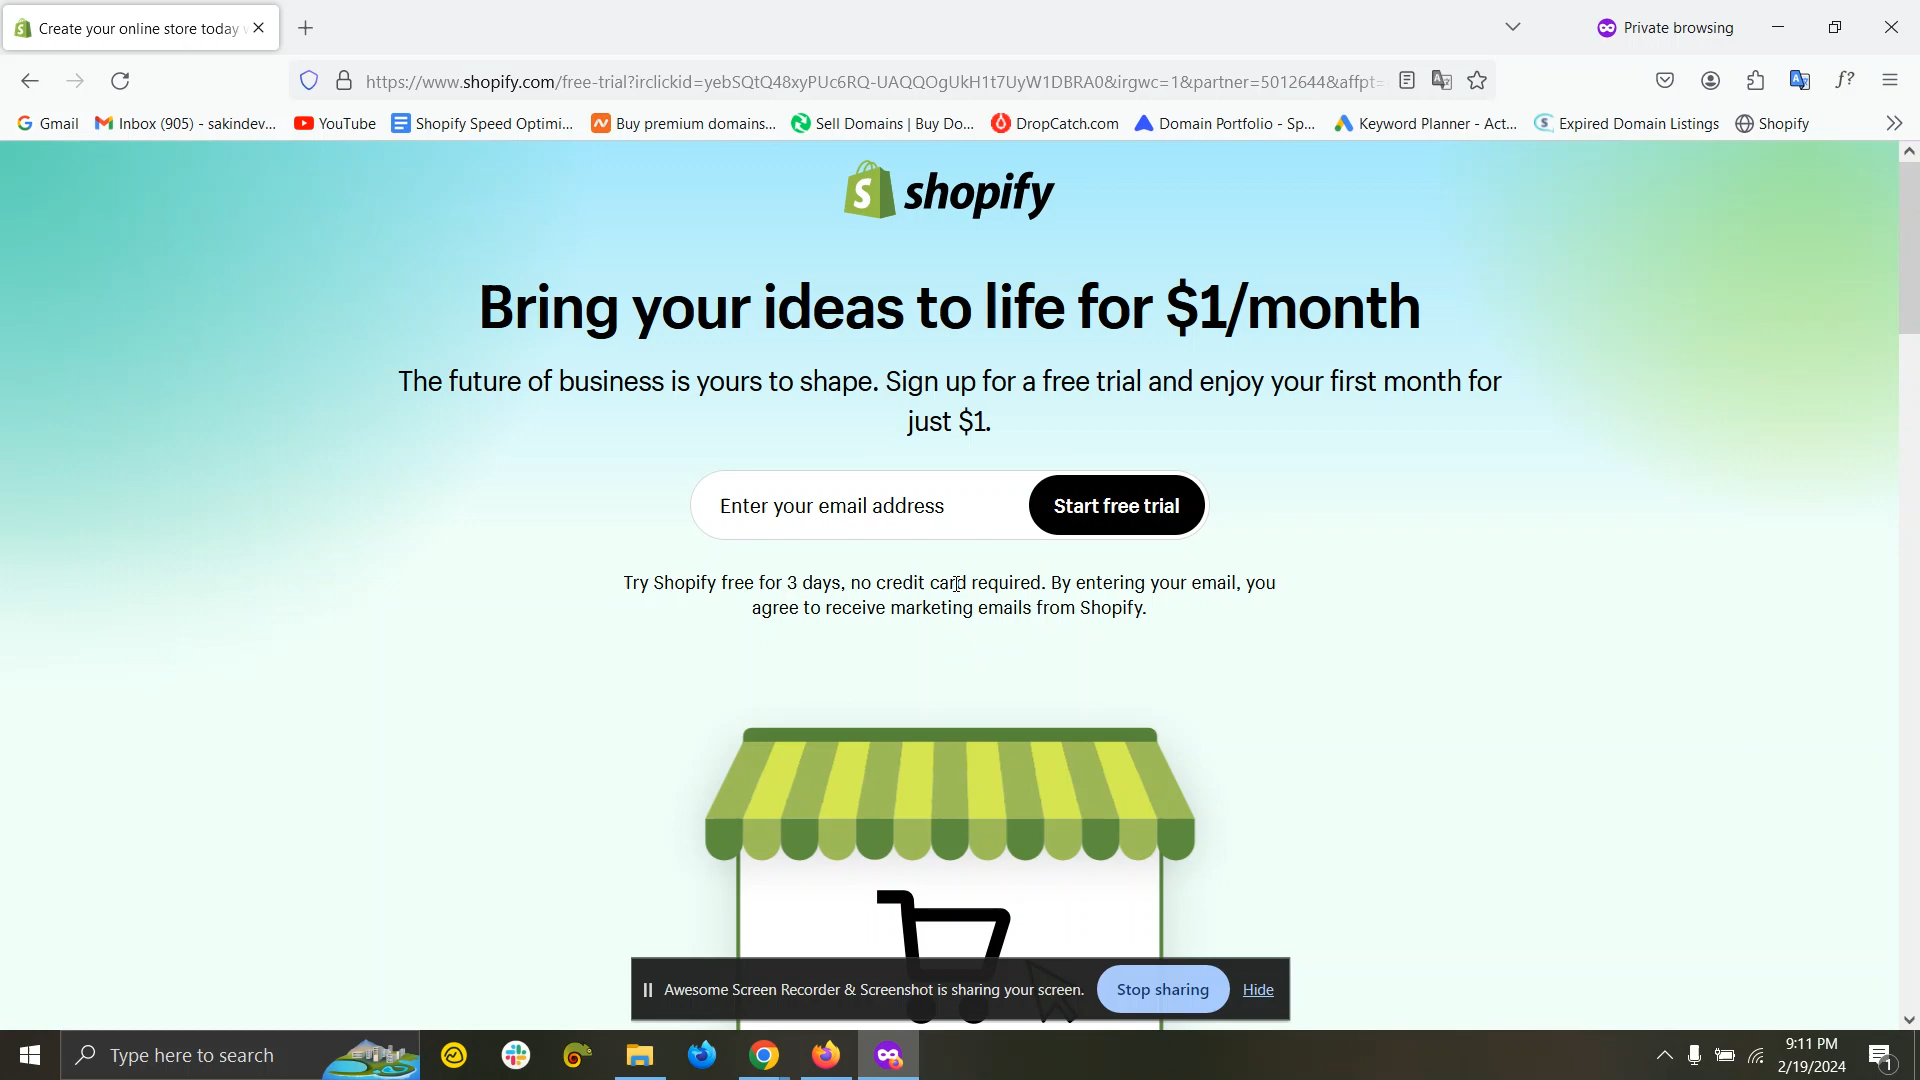 Create your online store today
Private browsing
https://www.shopify.com/free-trial?irclickid=yebSQtQ48xyPUc6RQ-UAQQOgUkH1t7UyW1DBRA0&irgwc=1&partner=5012644&affpt=
Gmail
Inbox (905) - sakindev...
YouTube
Shopify Speed Optimi...
Buy premium domains...
Sell Domains | Buy Do...
DropCatch.com
Domain Portfolio - Sp...
Keyword Planner - Act...
Expired Domain Listings
Shopify
shopify
Bring your ideas to life for $1/month
The future of business is yours to shape. Sign up for a free trial and enjoy your first month for
just $1.
Enter your email address
Start free trial
Try Shopify free for 3 days, no credit card required. By entering your email, you
agree to receive marketing emails from Shopify.
Awesome Screen Recorder & Screenshot is sharing your screen.
Stop sharing
Hide
Type here to search
9:11 PM
2/19/2024
1